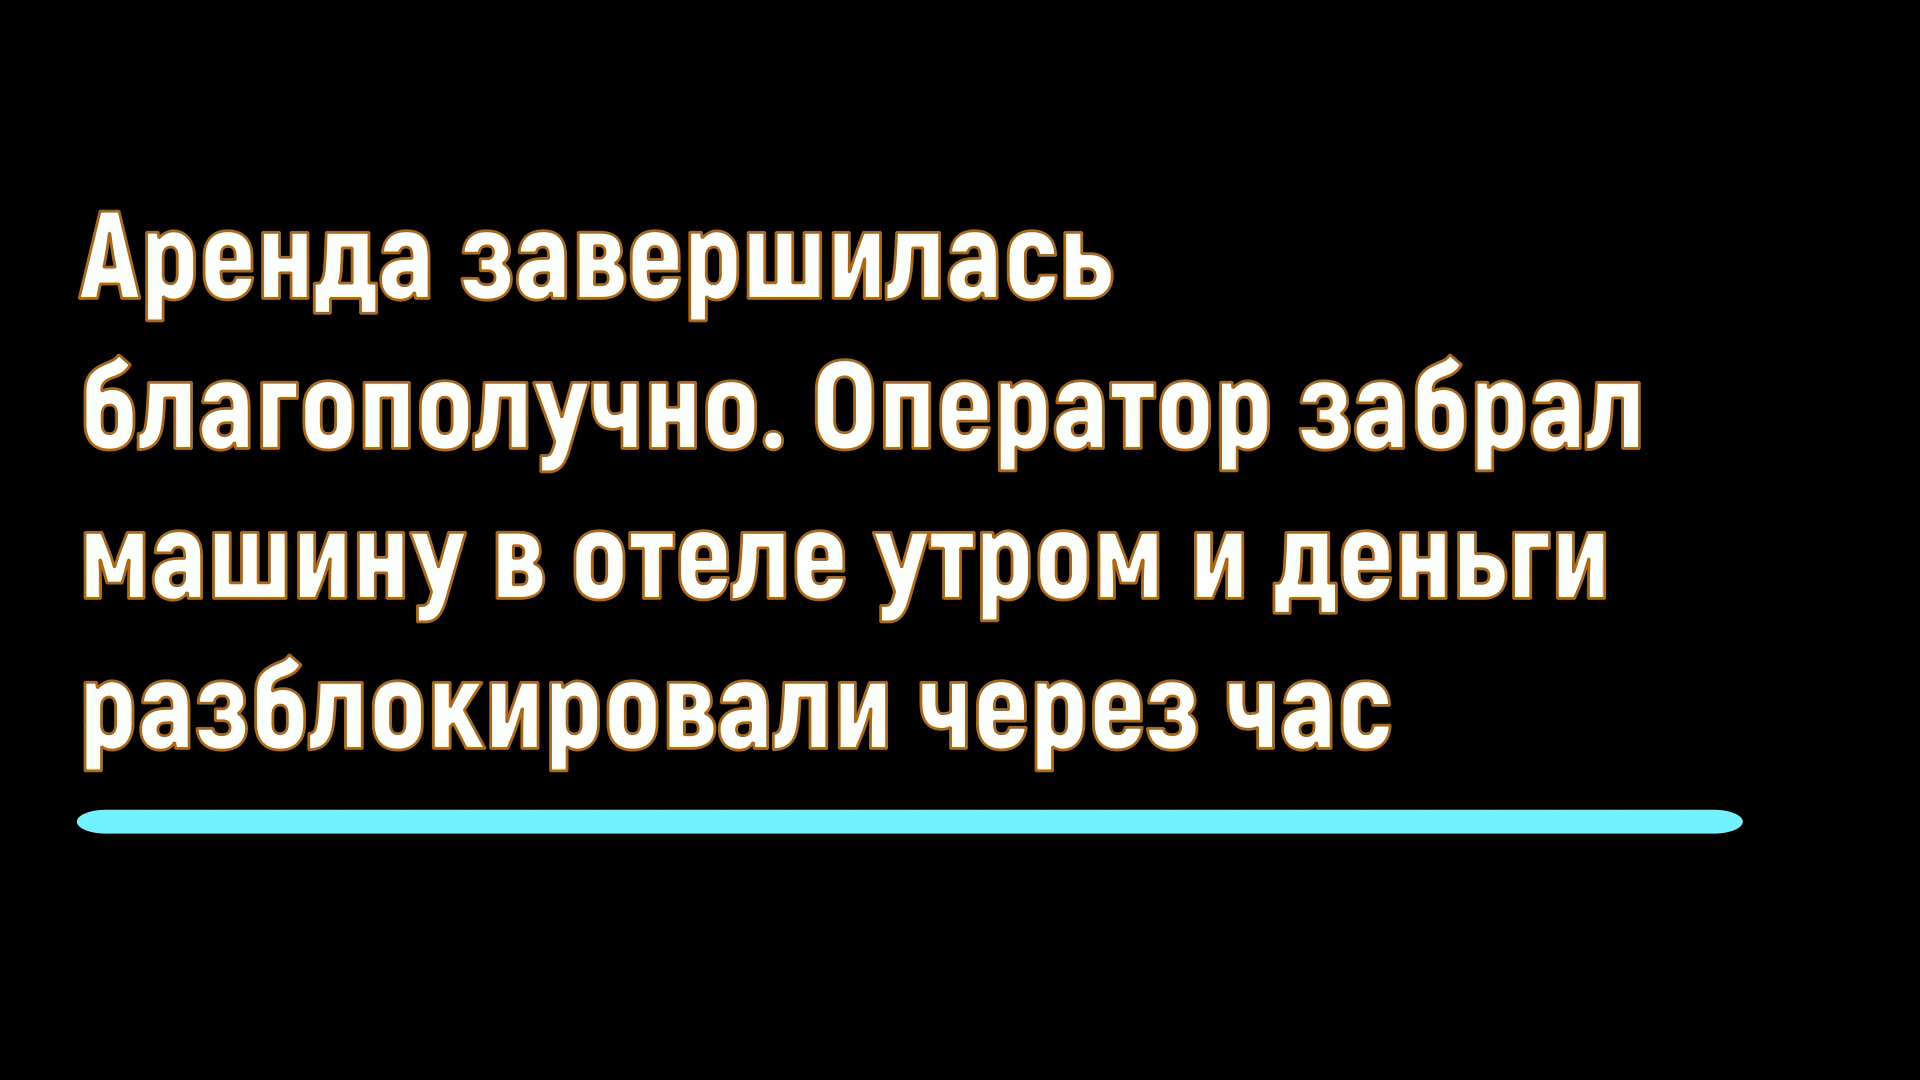 Аренда завершилась
благополучно. Оператор забрал
машину в отеле утром и деньги
разблокировали через час